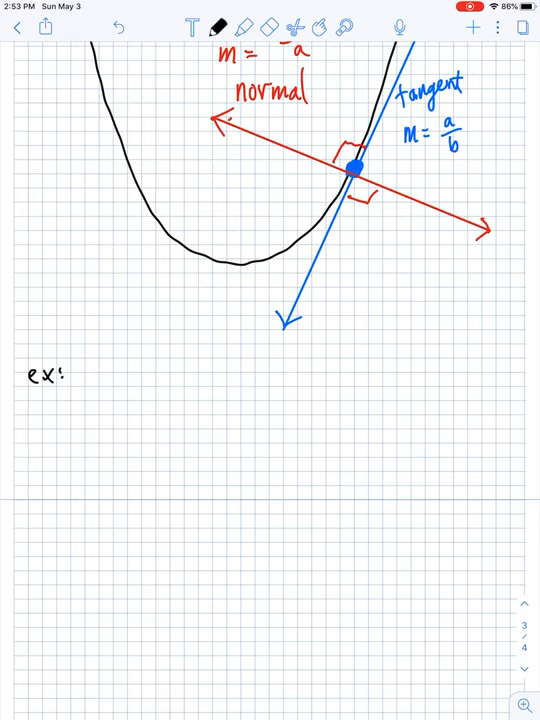 2:53 PM Sun May 3
86%
T
m = -  a
normal
tangent
m = a/b
ex:
3
/
4